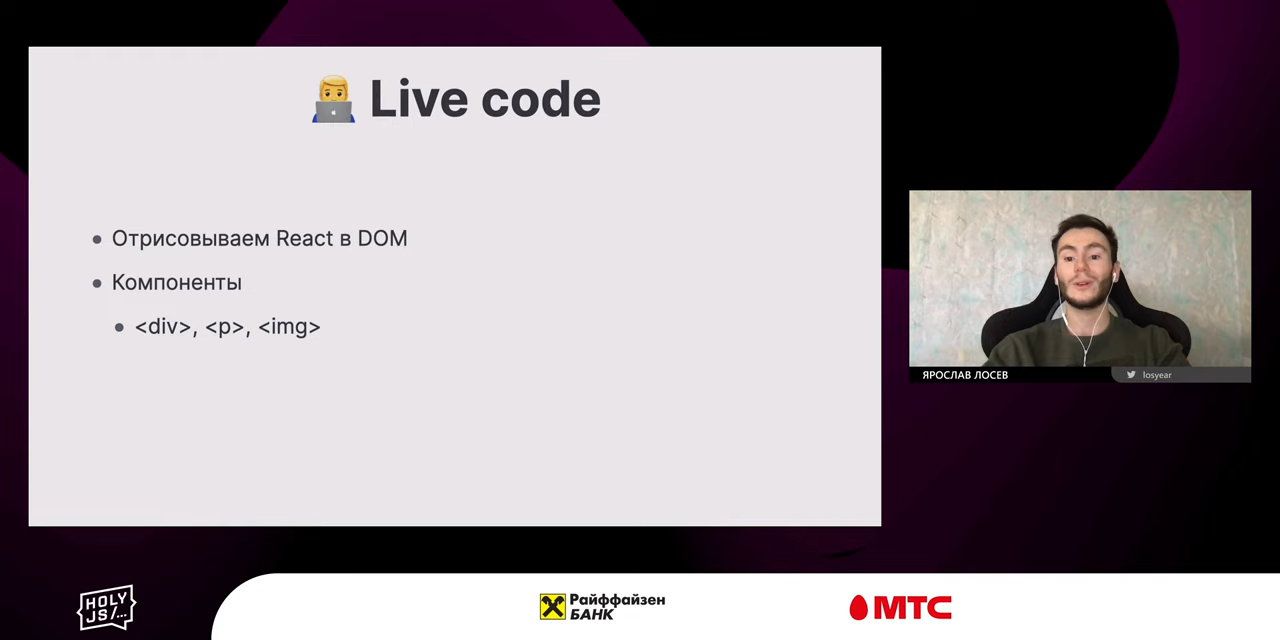 Live code
Отрисовываем React в DOM
Компоненты
<div>, <p>, <img>
ЯРОСЛАВ ЛОСЕВ
losyear
HOLY
JS/...
Райффайзен
БАНК
МТС